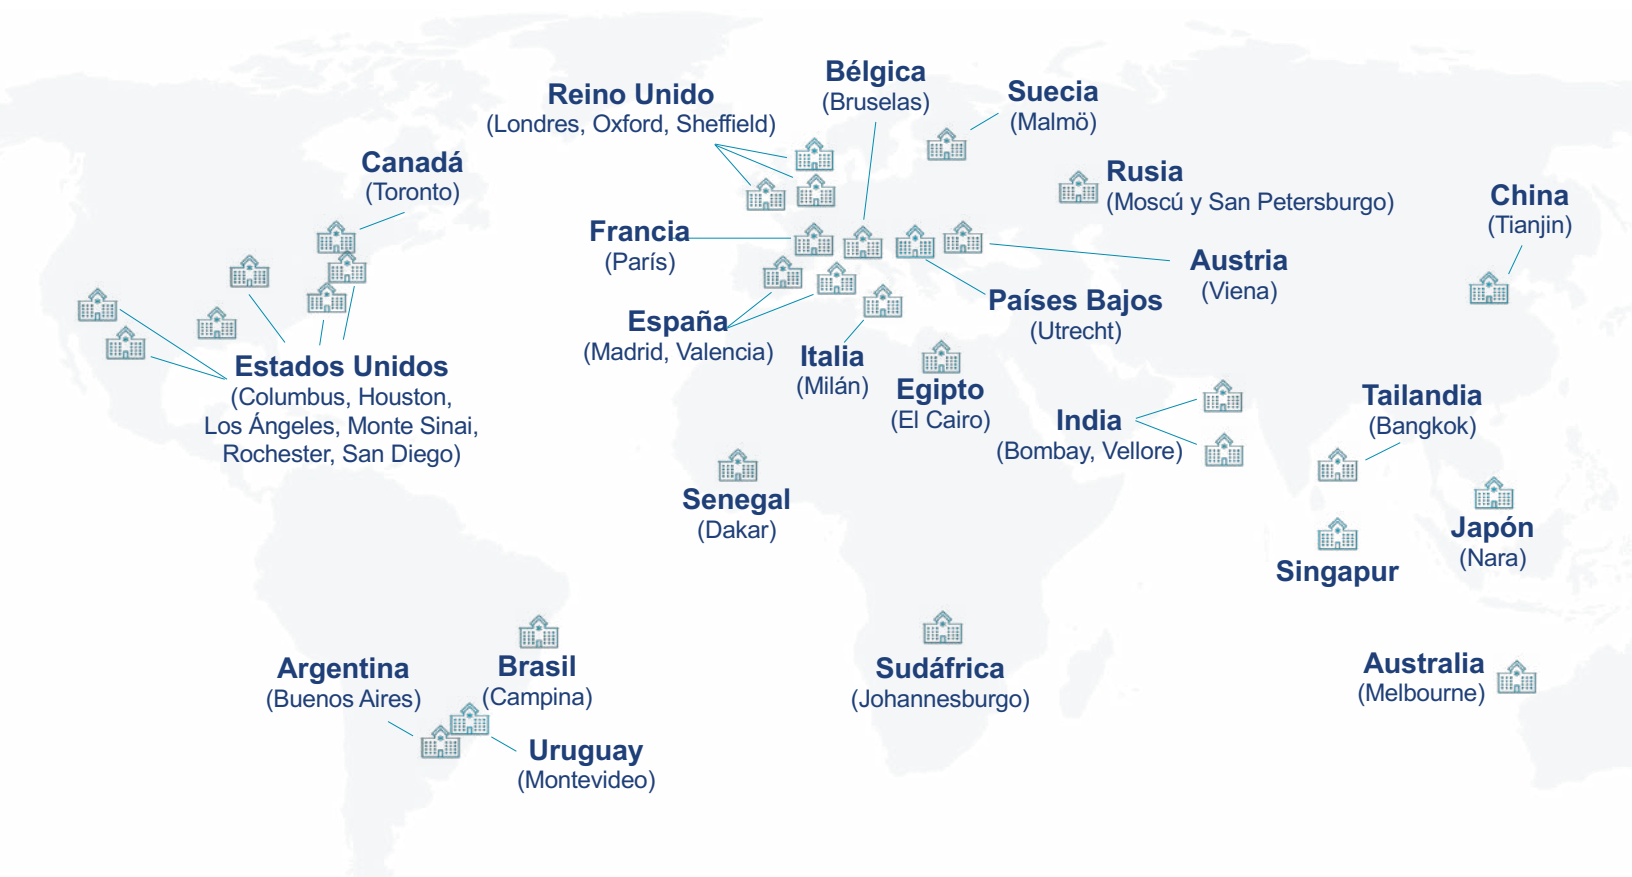 Bélgica
(Bruselas)
Suecia
(Malmö)
Reino Unido
(Londres, Oxford, Sheffield)
Canadá
(Toronto)
Rusia
(Moscú y San Petersburgo)
China
(Tianjin)
Francia
(París)
Austria
(Viena)
Países Bajos
(Utrecht)
España
(Madrid, Valencia)
Italia
(Milán)
Estados Unidos
(Columbus, Houston,
Los Ángeles, Monte Sinai,
Rochester, San Diego)
Egipto
(El Cairo)
India
(Bombay, Vellore)
Tailandia
(Bangkok)
Senegal
(Dakar)
Japón
(Nara)
Singapur
Argentina
(Buenos Aires)
Brasil
(Campina)
Uruguay
(Montevideo)
Sudáfrica
(Johannesburgo)
Australia
(Melbourne)